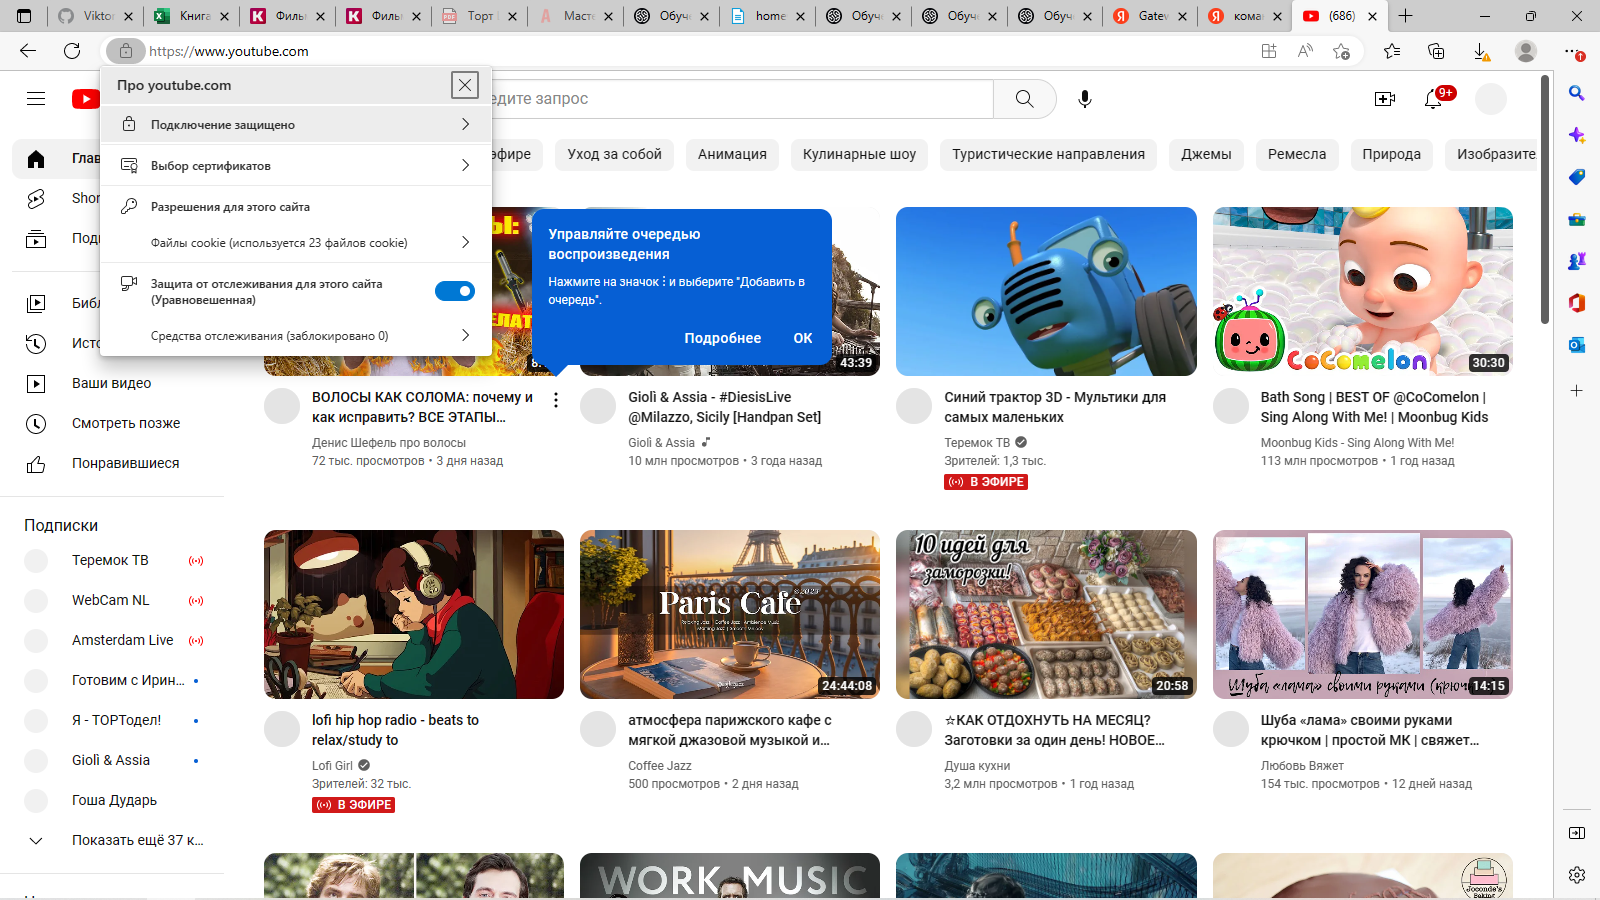 Viktor
Книга
Филь
Филь
Торт
Масте
Обуч
home
Обуч
Обуч
Обуч
Gatew
кома
(686)
https://www.youtube.com
Про youtube.com
Подключение защищено
Выбор сертификатов
Разрешения для этого сайта
Файлы cookie (используется 23 файлов cookie)
Защита от отслеживания для этого сайта
(Уравновешенная)
Средства отслеживания (заблокировано 0)
едите запрос
9+
эфире
Уход за собой
Анимация
Кулинарные шоу
Туристические направления
Джемы
Ремесла
Природа
Изобразите
Глав
Shor
Подп
Библ
Исто
Ваши видео
Смотреть позже
Понравившиеся
Подписки
Теремок ТВ
WebCam NL
Amsterdam Live
Готовим с Ирин...
Я - ТОРТодел!
Giolì & Assia
Гоша Дударь
Показать ещё 37 к...
Управляйте очередью
воспроизведения
Нажмите на значок ⋮ и выберите "Добавить в
очередь".
Подробнее
ОК
43:39
30:30
CoComelon
ВОЛОСЫ КАК СОЛОМА: почему и
как исправить? ВСЕ ЭТАПЫ...
Денис Шефель про волосы
72 тыс. просмотров • 3 дня назад
Giolì & Assia - #DiesisLive
@Milazzo, Sicily [Handpan Set]
Giolì & Assia
10 млн просмотров • 3 года назад
Синий трактор 3D - Мультики для
самых маленьких
Теремок ТВ
Зрителей: 1,3 тыс.
В ЭФИРЕ
Bath Song | BEST OF @CoComelon |
Sing Along With Me! | Moonbug Kids
Moonbug Kids - Sing Along With Me!
113 млн просмотров • 1 год назад
Paris Cafe
©2023
24:44:08
10 идей для
заморозки!
20:58
Шуба «лама» своими руками (крюч
14:15
lofi hip hop radio - beats to
relax/study to
Lofi Girl
Зрителей: 32 тыс.
В ЭФИРЕ
атмосфера парижского кафе с
мягкой джазовой музыкой и...
Coffee Jazz
500 просмотров • 2 дня назад
☆КАК ОТДОХНУТЬ НА МЕСЯЦ?
Заготовки за один день! НОВОЕ...
Душа кухни
3,2 млн просмотров • 1 год назад
Шуба «лама» своими руками
крючком | простой МК | свяжет...
Любовь Вяжет
154 тыс. просмотров • 12 дней назад
WORK MUSIC
Joconde's
Baking